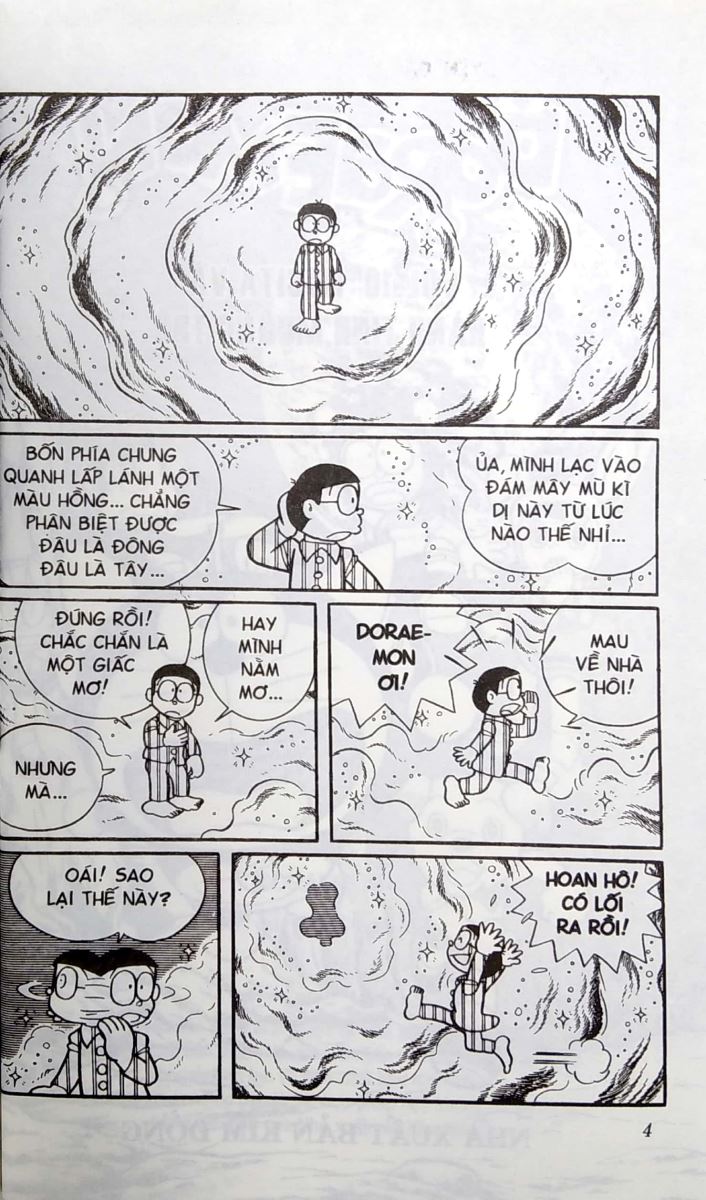 ỦA, MÌNH LẠC VÀO
ĐÁM MÂY MÙ KÌ
DỊ NÀY TỪ LÚC
NÀO THẾ NHỈ...
BỐN PHÍA CHUNG
QUANH LẤP LÁNH MỘT
MÀU HỒNG... CHẲNG
PHÂN BIỆT ĐƯỢC
ĐÂU LÀ ĐÔNG
ĐÂU LÀ TÂY...
MAU
VỀ NHÀ
THÔI!
DORAE-
MON
ƠI!
HAY
MÌNH
NẰM
MƠ...
ĐÚNG RỒI!
CHẮC CHẮN LÀ
MỘT GIẤC
MƠ!
NHƯNG
MÀ...
HOAN HÔ!
CÓ LỐI
RA RỒI!
OÁI! SAO
LẠI THẾ NÀY?
4